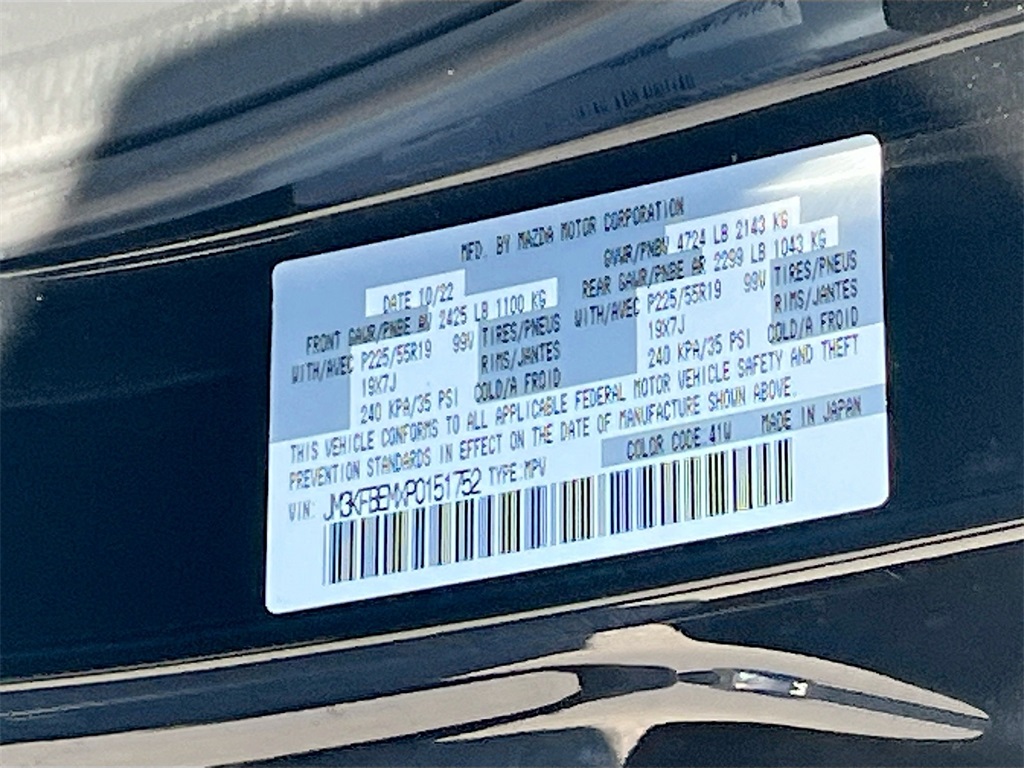 MFD. BY MAZDA MOTOR CORPORATION
DATE 10/22
GVWR/PNBV 4724 LB 2143 KG
FRONT GAWR/PNBE AV 2425 LB 1100 KG
REAR GAWR/PNBE AR 2299 LB 1043 KG
WITH/AVEC P225/55R19 99V TIRES/PNEUS
WITH/AVEC P225/55R19 99V TIRES/PNEUS
19X7J RIMS/JANTES
19X7J RIMS/JANTES
240 KPA/35 PSI COLD/A FROID
240 KPA/35 PSI COLD/A FROID
THIS VEHICLE CONFORMS TO ALL APPLICABLE FEDERAL MOTOR VEHICLE SAFETY AND THEFT
PREVENTION STANDARDS IN EFFECT ON THE DATE OF MANUFACTURE SHOWN ABOVE.
COLOR CODE:41W MADE IN JAPAN
VIN: JM3KFBEMXP0151752 TYPE:MPV